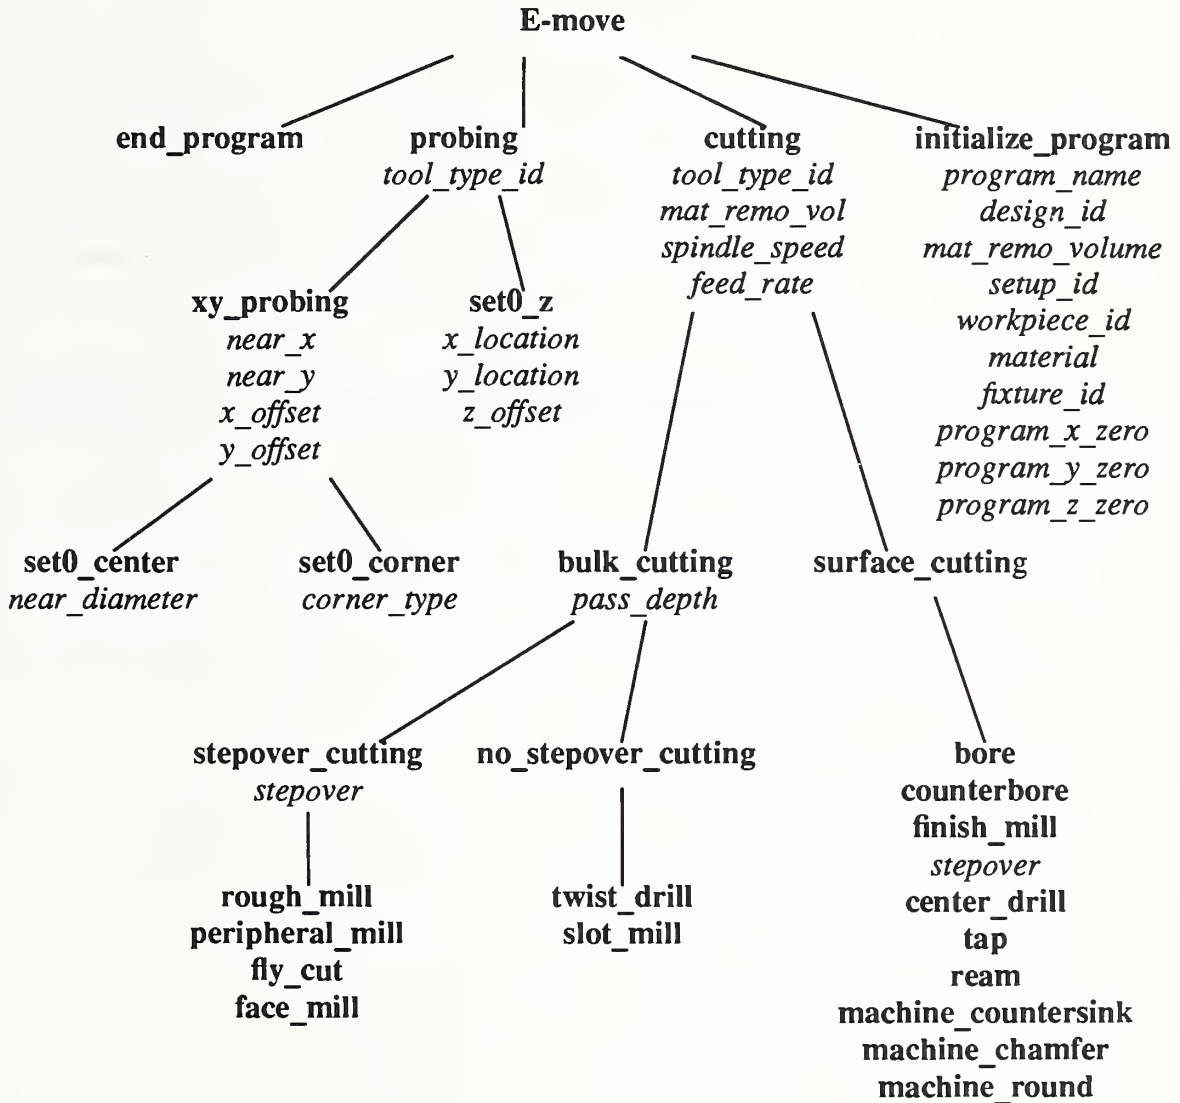 E-move
end_program
probing
tool_type_id
cutting
tool_type_id
mat_remo_vol
spindle_speed
feed_rate
initialize_program
program_name
design_id
mat_remo_volume
setup_id
workpiece_id
material
fixture_id
program_x_zero
program_y_zero
program_z_zero
xy_probing
near_x
near_y
x_offset
y_offset
set0_z
x_location
y_location
z_offset
set0_center
near_diameter
set0_corner
corner_type
bulk_cutting
pass_depth
surface_cutting
stepover_cutting
stepover
no_stepover_cutting
rough_mill
peripheral_mill
fly_cut
face_mill
twist_drill
slot_mill
bore
counterbore
finish_mill
stepover
center_drill
tap
ream
machine_countersink
machine_chamfer
machine_round